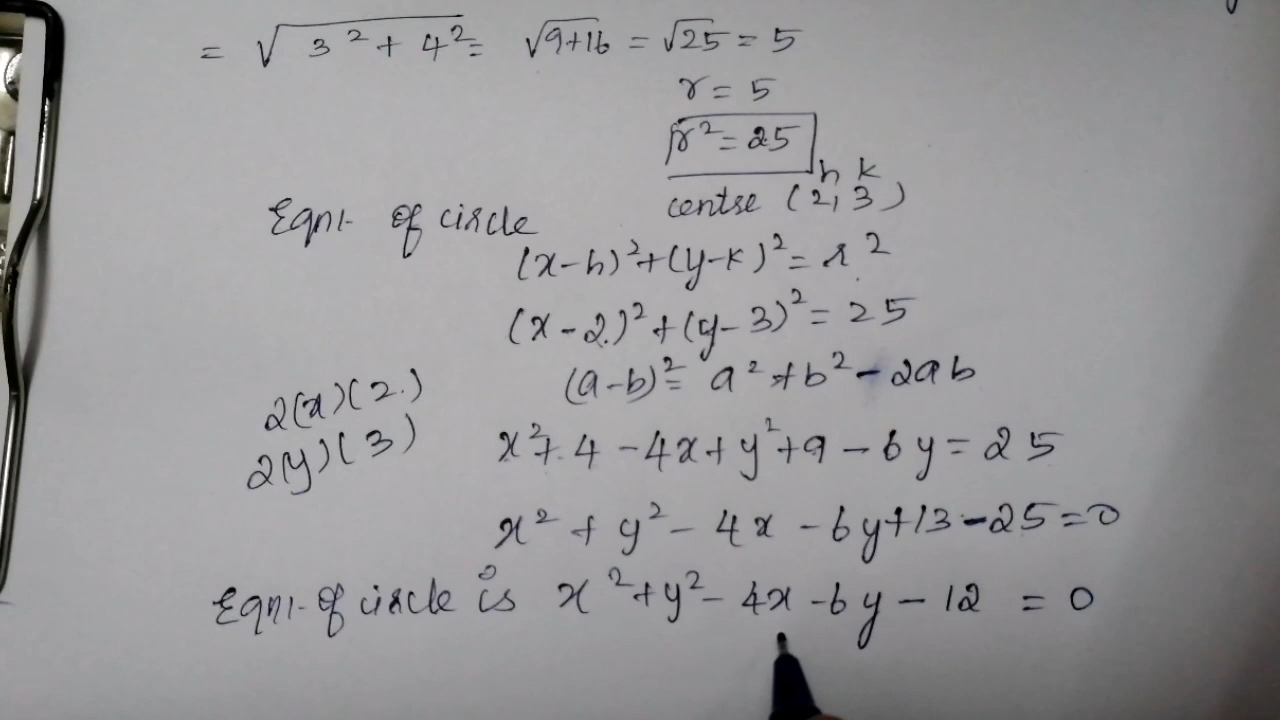 = √3² + 4² = √9+16 = √25 = 5
r = 5
r² = 25
h k
centre (2, 3)
Eqn. of circle
(x-h)² + (y-k)² = r²
(x-2)² + (y-3)² = 25
(a-b)² = a² + b² - 2ab
2(x)(2)
2(y)(3)
x² + 4 - 4x + y² + 9 - 6y = 25
x² + y² - 4x - 6y + 13 - 25 = 0
Eqn. of circle is x² + y² - 4x - 6y - 12 = 0